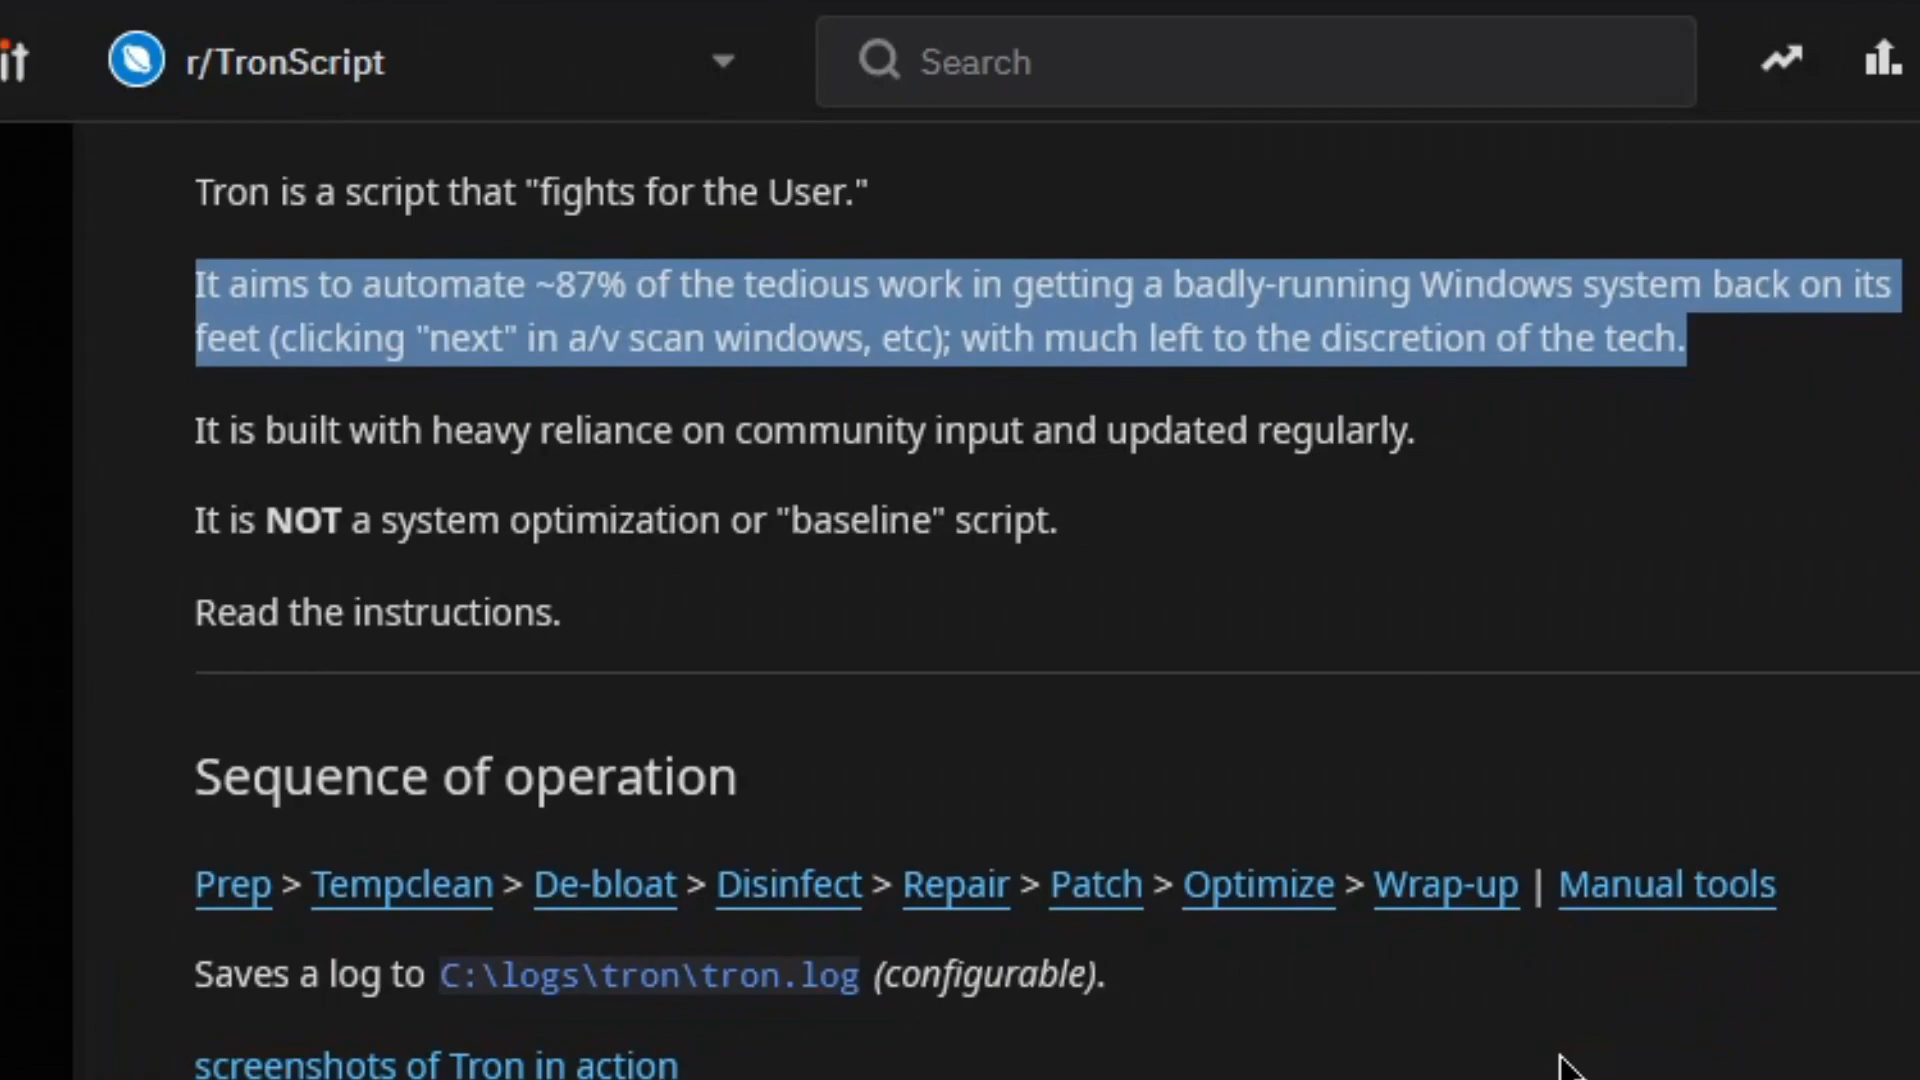 it r/TronScript Search
Tron is a script that "fights for the User."
It aims to automate ~87% of the tedious work in getting a badly-running Windows system back on its
feet (clicking "next" in a/v scan windows, etc); with much left to the discretion of the tech.
It is built with heavy reliance on community input and updated regularly.
It is NOT a system optimization or "baseline" script.
Read the instructions.
Sequence of operation
Prep > Tempclean > De-bloat > Disinfect > Repair > Patch > Optimize > Wrap-up | Manual tools
Saves a log to C:\logs\tron\tron.log (configurable).
screenshots of Tron in action